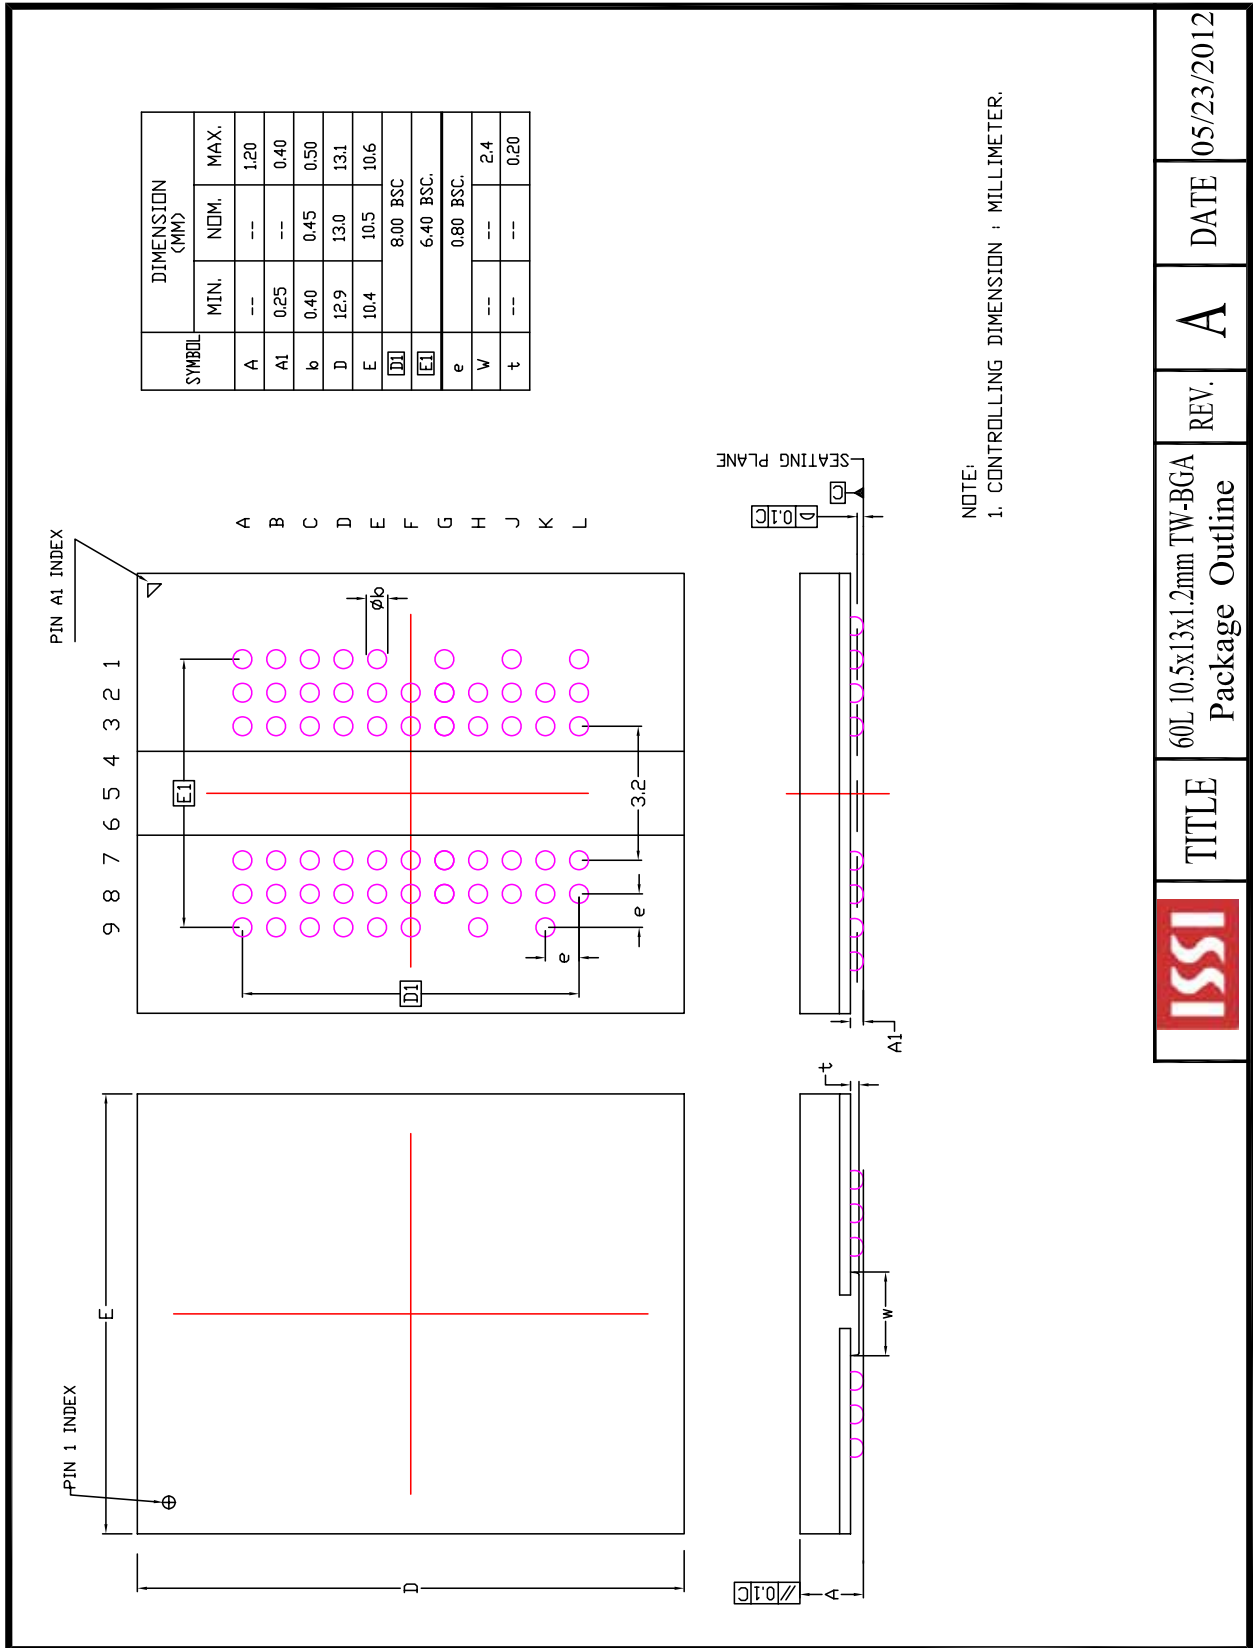 PIN 1 INDEX
E
D
PIN A1 INDEX
1 2 3 4 5 6 7 8 9
A
B
C
D
E
F
G
H
J
K
L
E1
D1
Øb
3.2
e
e
DIMENSION
(MM)
SYMBOL MIN. NOM. MAX.
A -- -- 1.20
A1 0.25 -- 0.40
b 0.40 0.45 0.50
D 12.9 13.0 13.1
E 10.4 10.5 10.6
D1 8.00 BSC
E1 6.40 BSC.
e 0.80 BSC.
W -- -- 2.4
t -- -- 0.20
// 0.1 C
A
w
t
A1
0.1 C
C
SEATING PLANE
NOTE:
1. CONTROLLING DIMENSION : MILLIMETER.
ISSI
TITLE
60L 10.5x13x1.2mm TW-BGA
Package Outline
REV.
A
DATE
05/23/2012